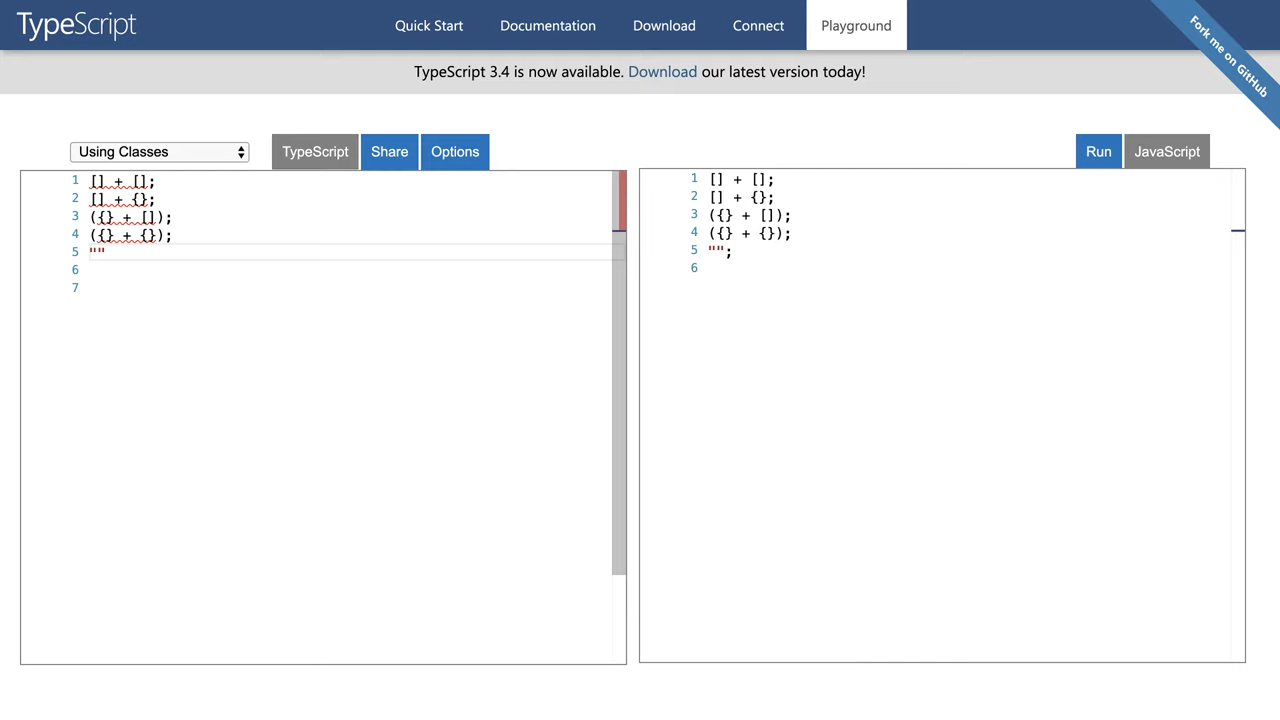 TypeScript
Quick Start
Documentation
Download
Connect
Playground
Fork me on GitHub
TypeScript 3.4 is now available. Download our latest version today!
Using Classes
TypeScript
Share
Options
Run
JavaScript
1 [] + [];
2 [] + {};
3 ({} + []);
4 ({} + {});
5 ""
6
7
1 [] + [];
2 [] + {};
3 ({} + []);
4 ({} + {});
5 "";
6